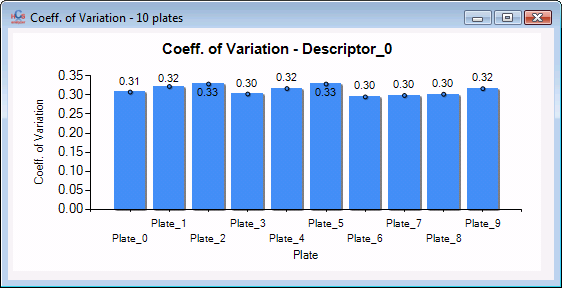 Coeff. of Variation - 10 plates
Coeff. of Variation - Descriptor_0
Coeff. of Variation
0.35
0.30
0.25
0.20
0.15
0.10
0.05
0.00
0.31 0.32 0.33 0.30 0.32 0.33 0.30 0.30 0.30 0.32
Plate_1 Plate_3 Plate_5 Plate_7 Plate_9
Plate_0 Plate_2 Plate_4 Plate_6 Plate_8
Plate